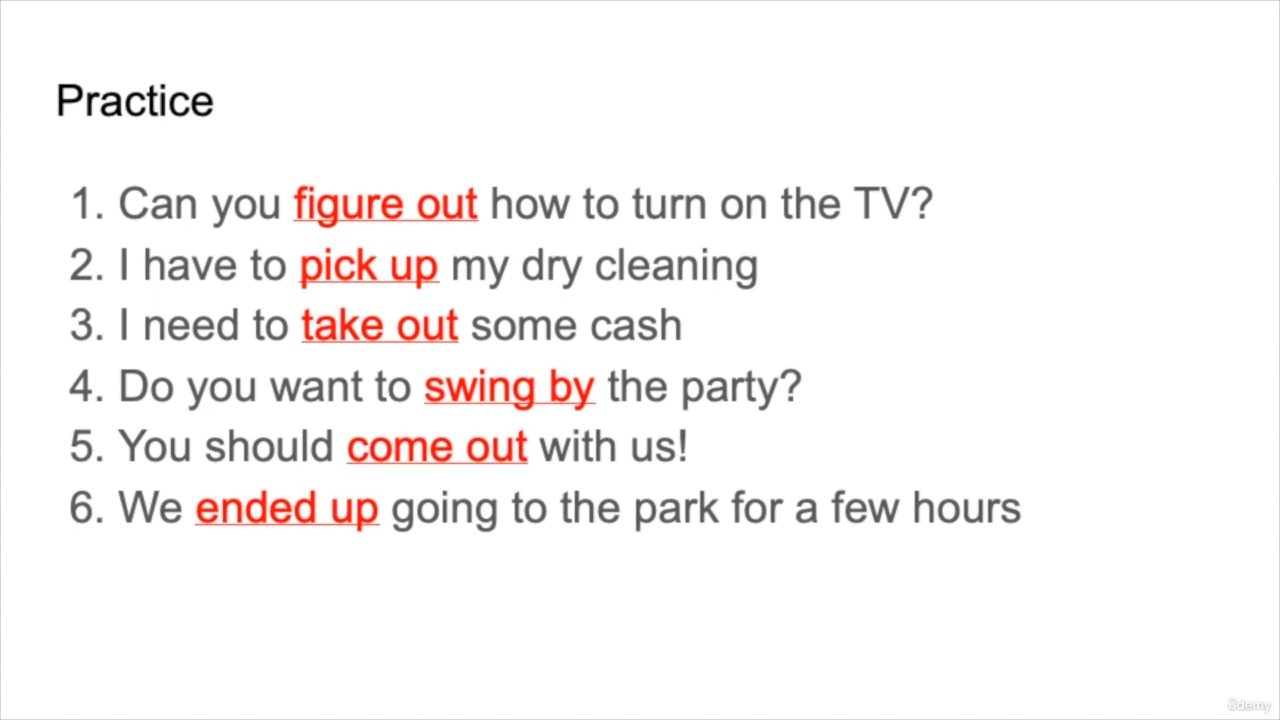 Practice
1. Can you figure out how to turn on the TV?
2. I have to pick up my dry cleaning
3. I need to take out some cash
4. Do you want to swing by the party?
5. You should come out with us!
6. We ended up going to the park for a few hours
ûdemy